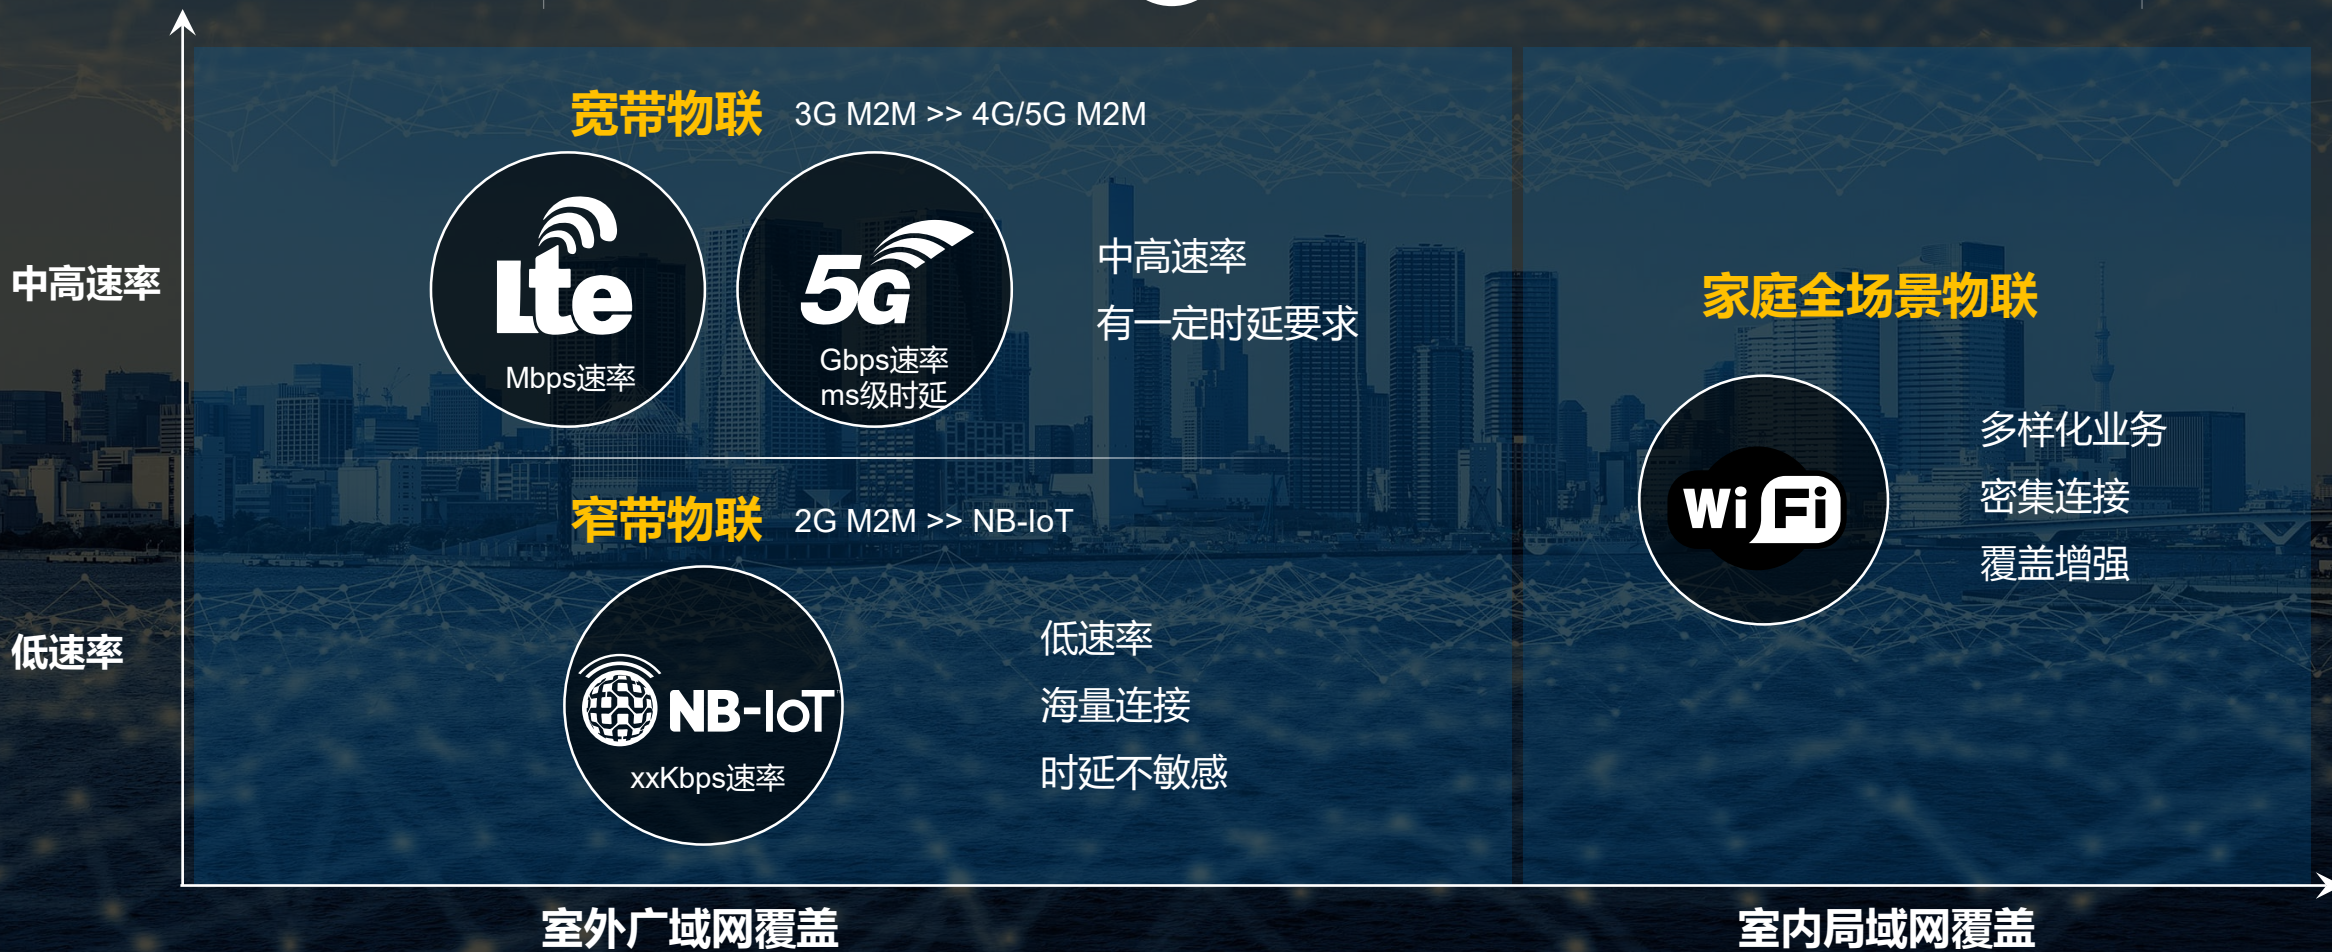 宽带物联 3G M2M >> 4G/5G M2M
Lte
Mbps速率
5G
Gbps速率
ms级时延
中高速率
有一定时延要求
中高速率
窄带物联 2G M2M >> NB-IoT
NB-IoT
xxKbps速率
低速率
海量连接
时延不敏感
低速率
家庭全场景物联
Wi Fi
多样化业务
密集连接
覆盖增强
室外广域网覆盖
室内局域网覆盖